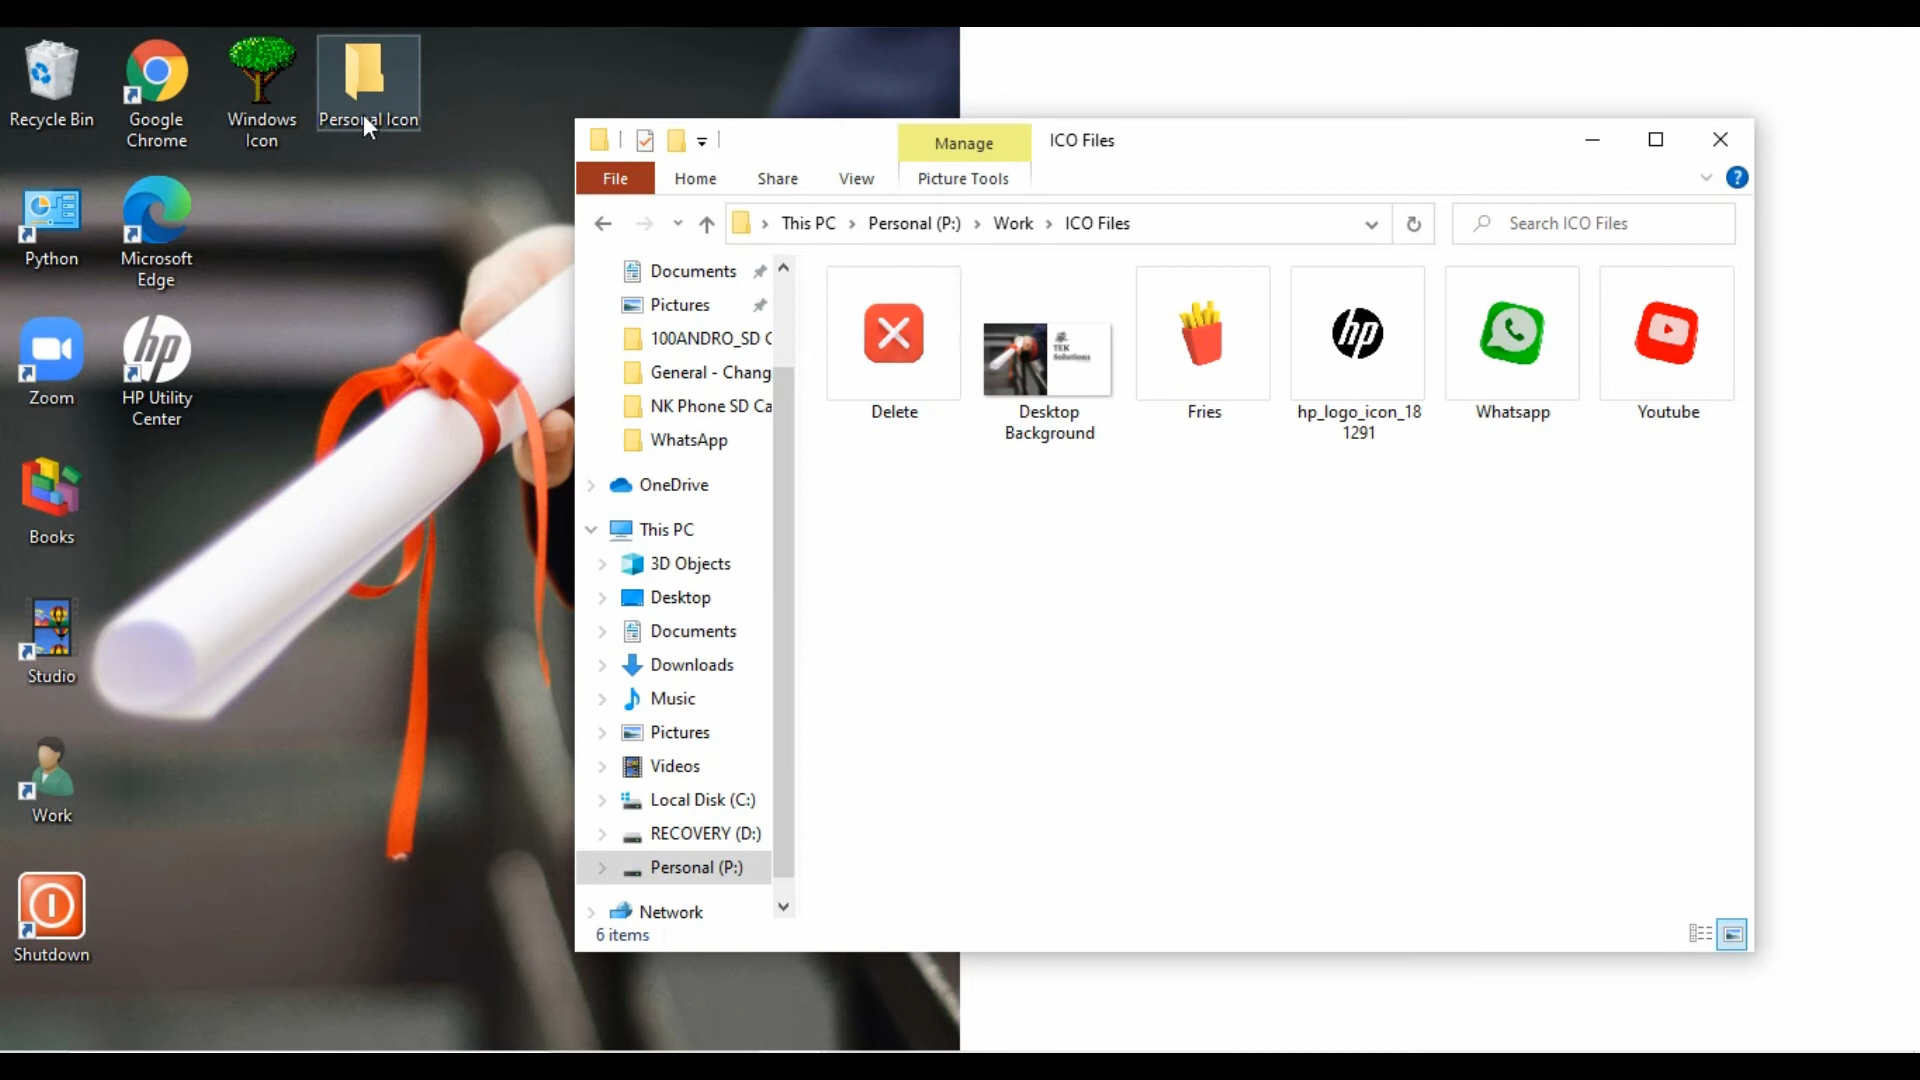 Recycle Bin
Google
Chrome
Windows
Icon
Personal Icon
Python
Microsoft
Edge
Zoom
HP Utility
Center
Books
Studio
Work
Shutdown
Manage
ICO Files
File
Home
Share
View
Picture Tools
This PC
Personal (P:)
Work
ICO Files
Search ICO Files
Documents
Pictures
100ANDRO_SD C
General - Chang
NK Phone SD Ca
WhatsApp
OneDrive
This PC
3D Objects
Desktop
Documents
Downloads
Music
Pictures
Videos
Local Disk (C:)
RECOVERY (D:)
Personal (P:)
Network
6 items
Delete
TEK
Solutions
Desktop
Background
Fries
hp
hp_logo_icon_18
1291
Whatsapp
Youtube